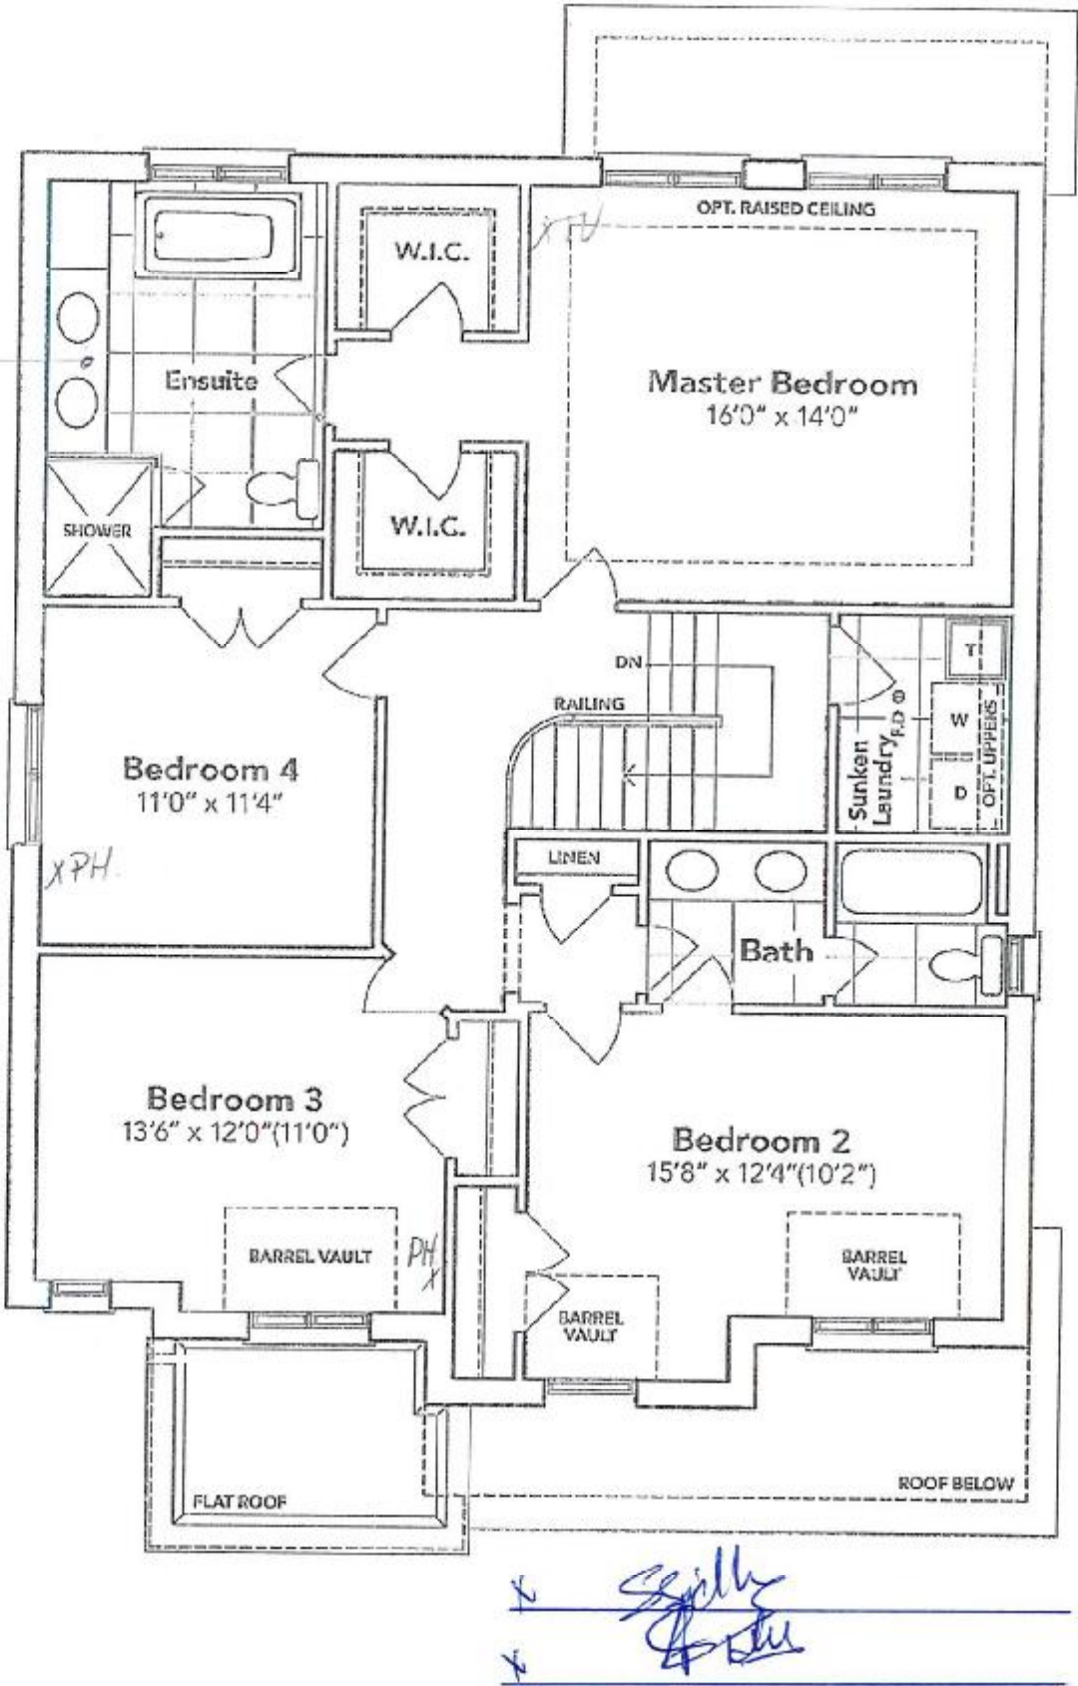 OPT. RAISED CEILING
x TV
W.I.C.
Ensuite
Master Bedroom
16'0" x 14'0"
W.I.C.
SHOWER
DN
RAILING
T
W
D
OPT. UPPERS
F.D
Sunken
Laundry
Bedroom 4
11'0" x 11'4"
x PH.
LINEN
Bath
Bedroom 3
13'6" x 12'0"(11'0")
Bedroom 2
15'8" x 12'4"(10'2")
BARREL VAULT
PH
x
BARREL
VAULT
BARREL
VAULT
FLAT ROOF
ROOF BELOW
x
x